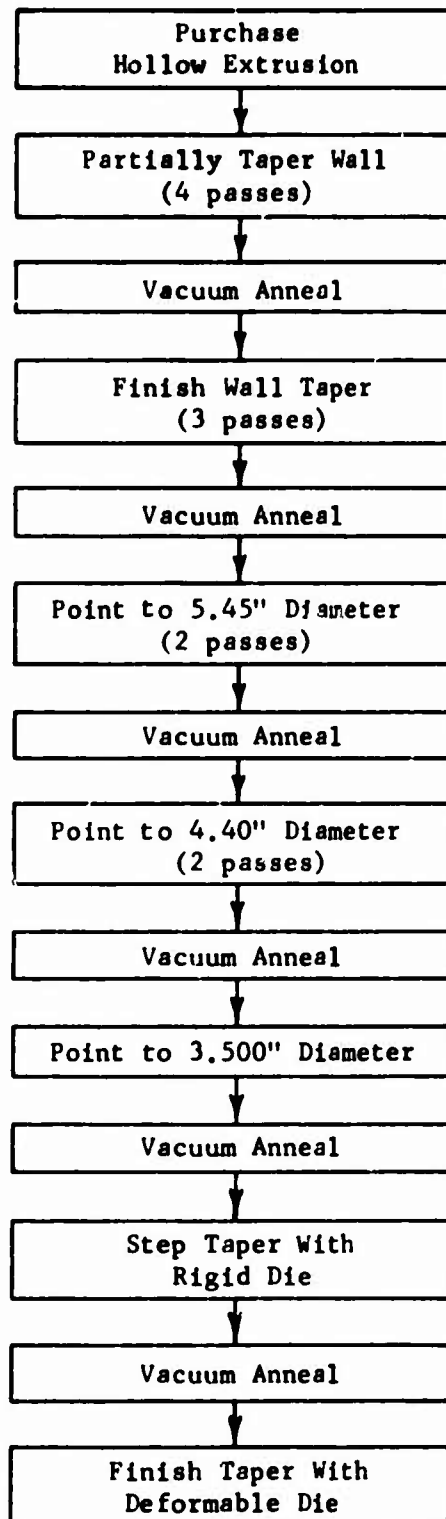 Purchase
Hollow Extrusion
Partially Taper Wall
(4 passes)
Vacuum Anneal
Finish Wall Taper
(3 passes)
Vacuum Anneal
Point to 5.45" Diameter
(2 passes)
Vacuum Anneal
Point to 4.40" Diameter
(2 passes)
Vacuum Anneal
Point to 3.500" Diameter
Vacuum Anneal
Step Taper With
Rigid Die
Vacuum Anneal
Finish Taper With
Deformable Die